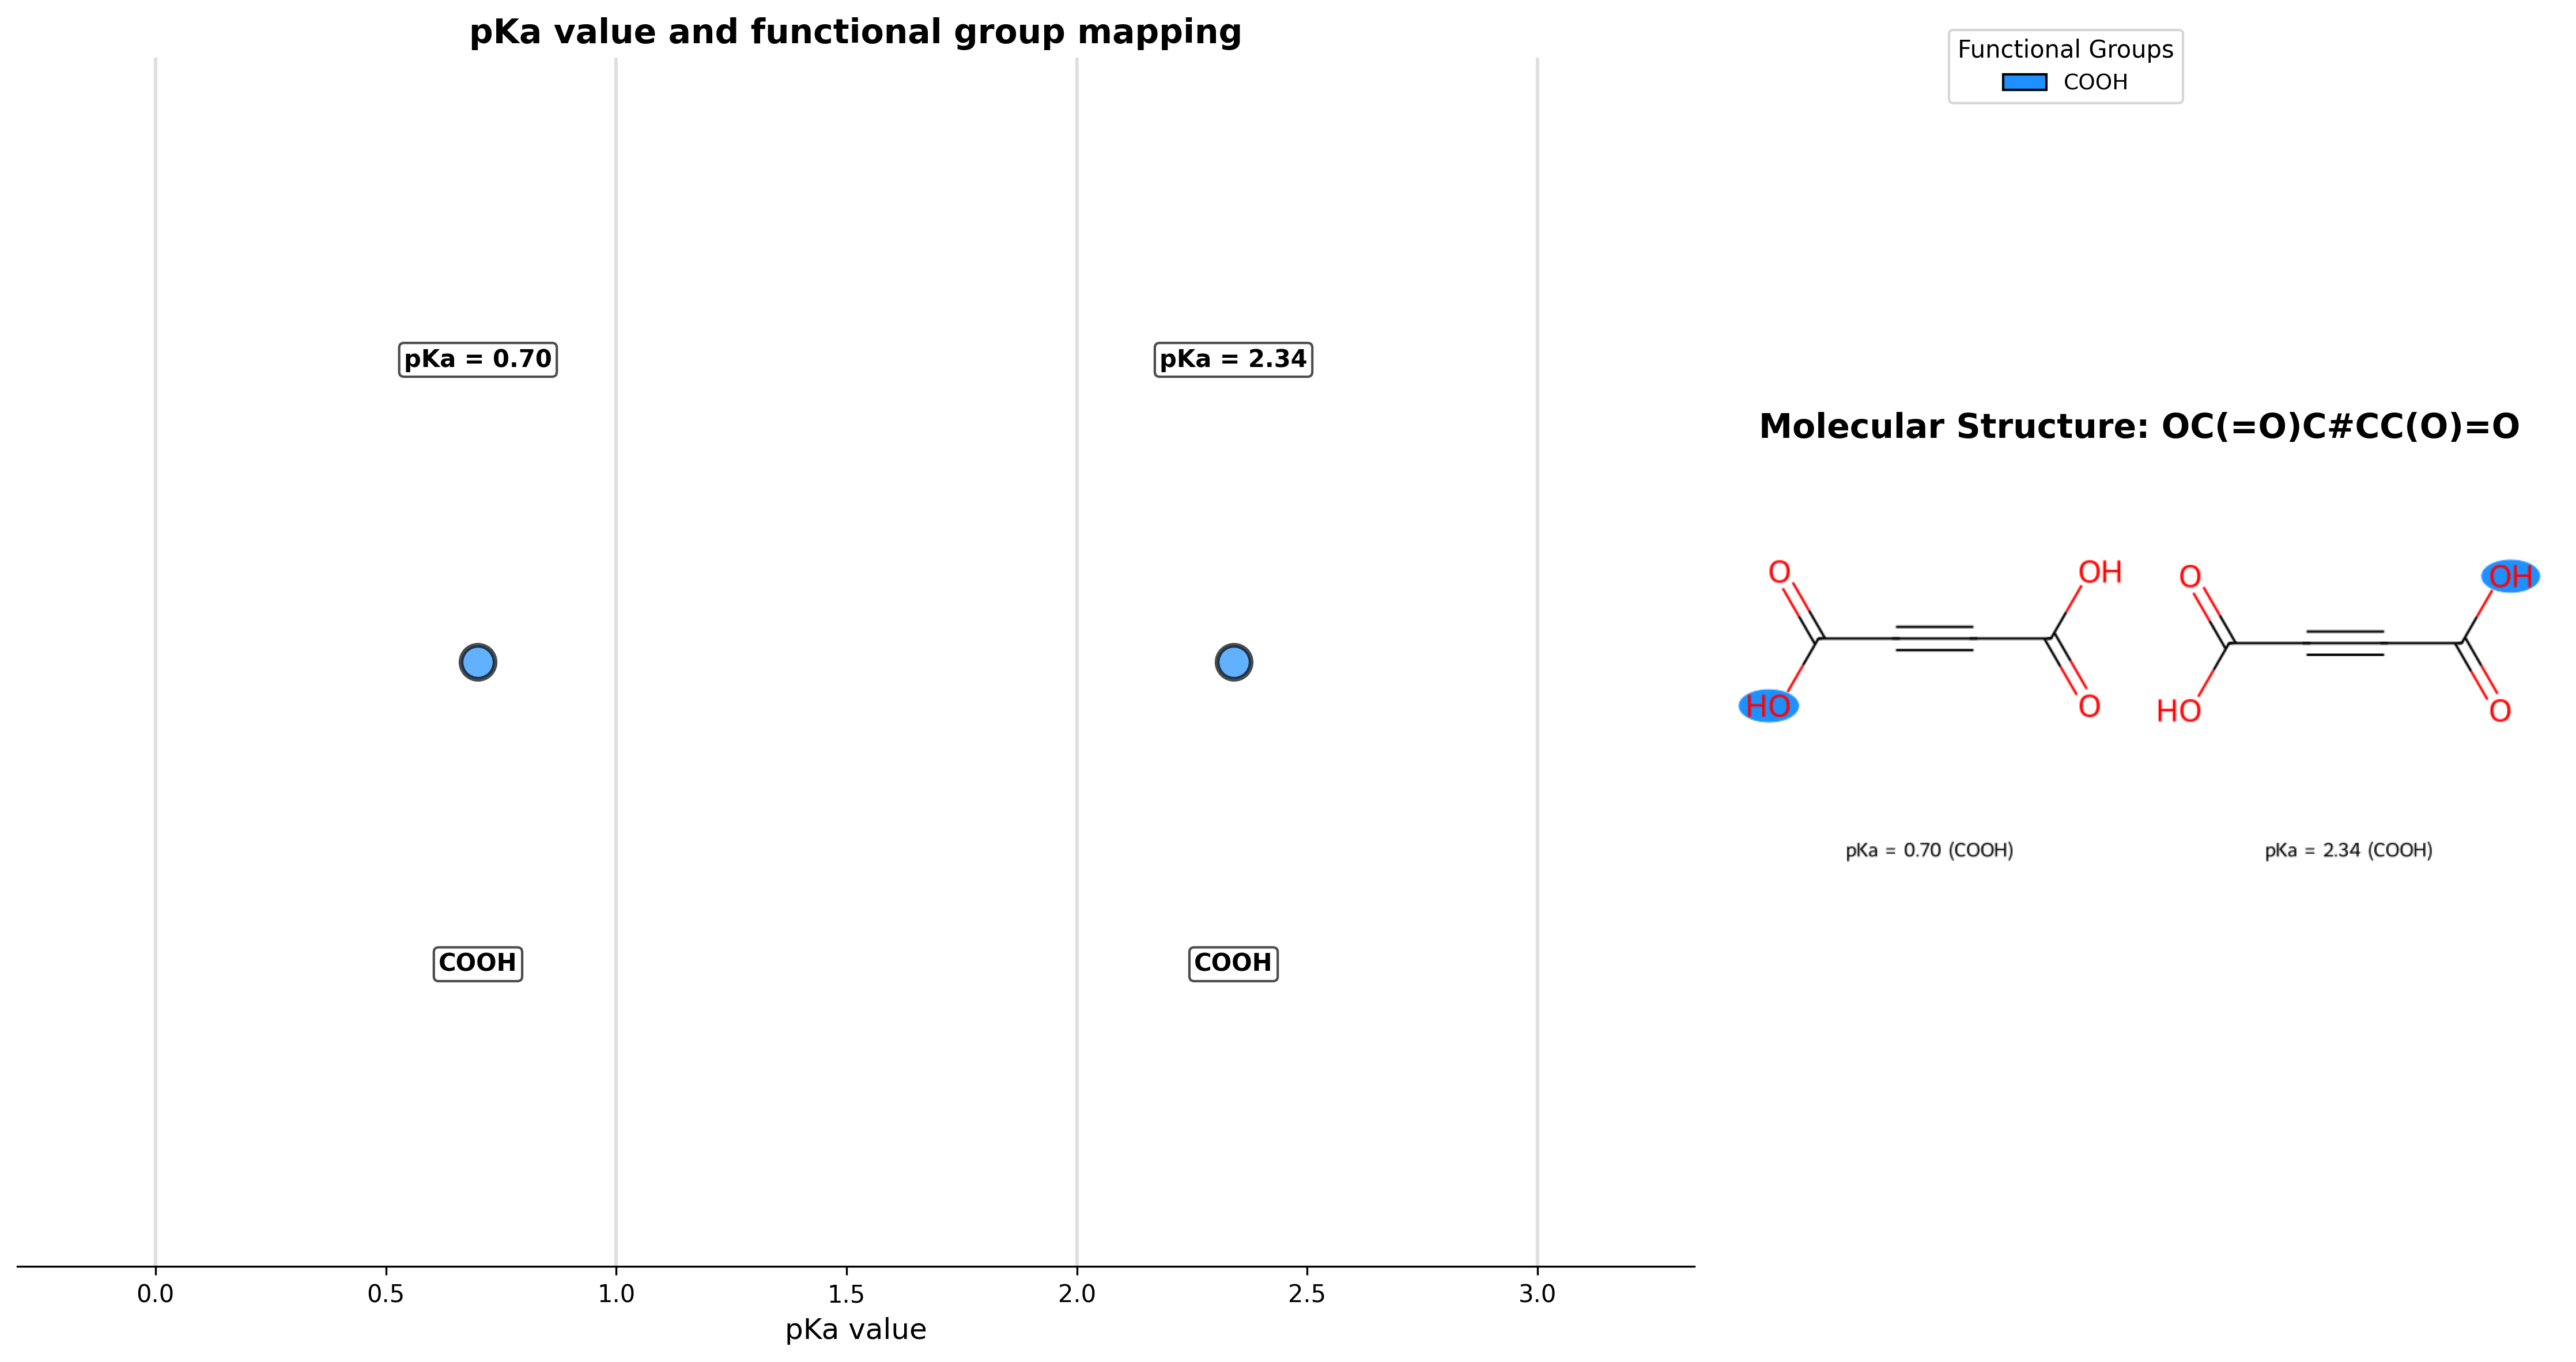 pKa value and functional group mapping
pKa = 0.70
pKa = 2.34
COOH
COOH
0.0
0.5
1.0
1.5
2.0
2.5
3.0
pKa value
Functional Groups
COOH
Molecular Structure: OC(=O)C#CC(O)=O
O
OH
HO
O
O
OH
HO
O
pKa = 0.70 (COOH)
pKa = 2.34 (COOH)